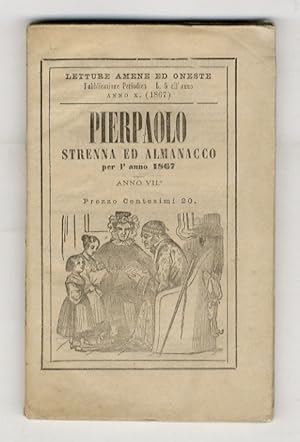 LETTURE AMENE ED ONESTE
Pubblicazione Periodica L. 5 all'anno
ANNO X. (1867)
PIERPAOLO
STRENNA ED ALMANACCO
per l' anno 1867
ANNO VII.°
Prezzo Centesimi 20.